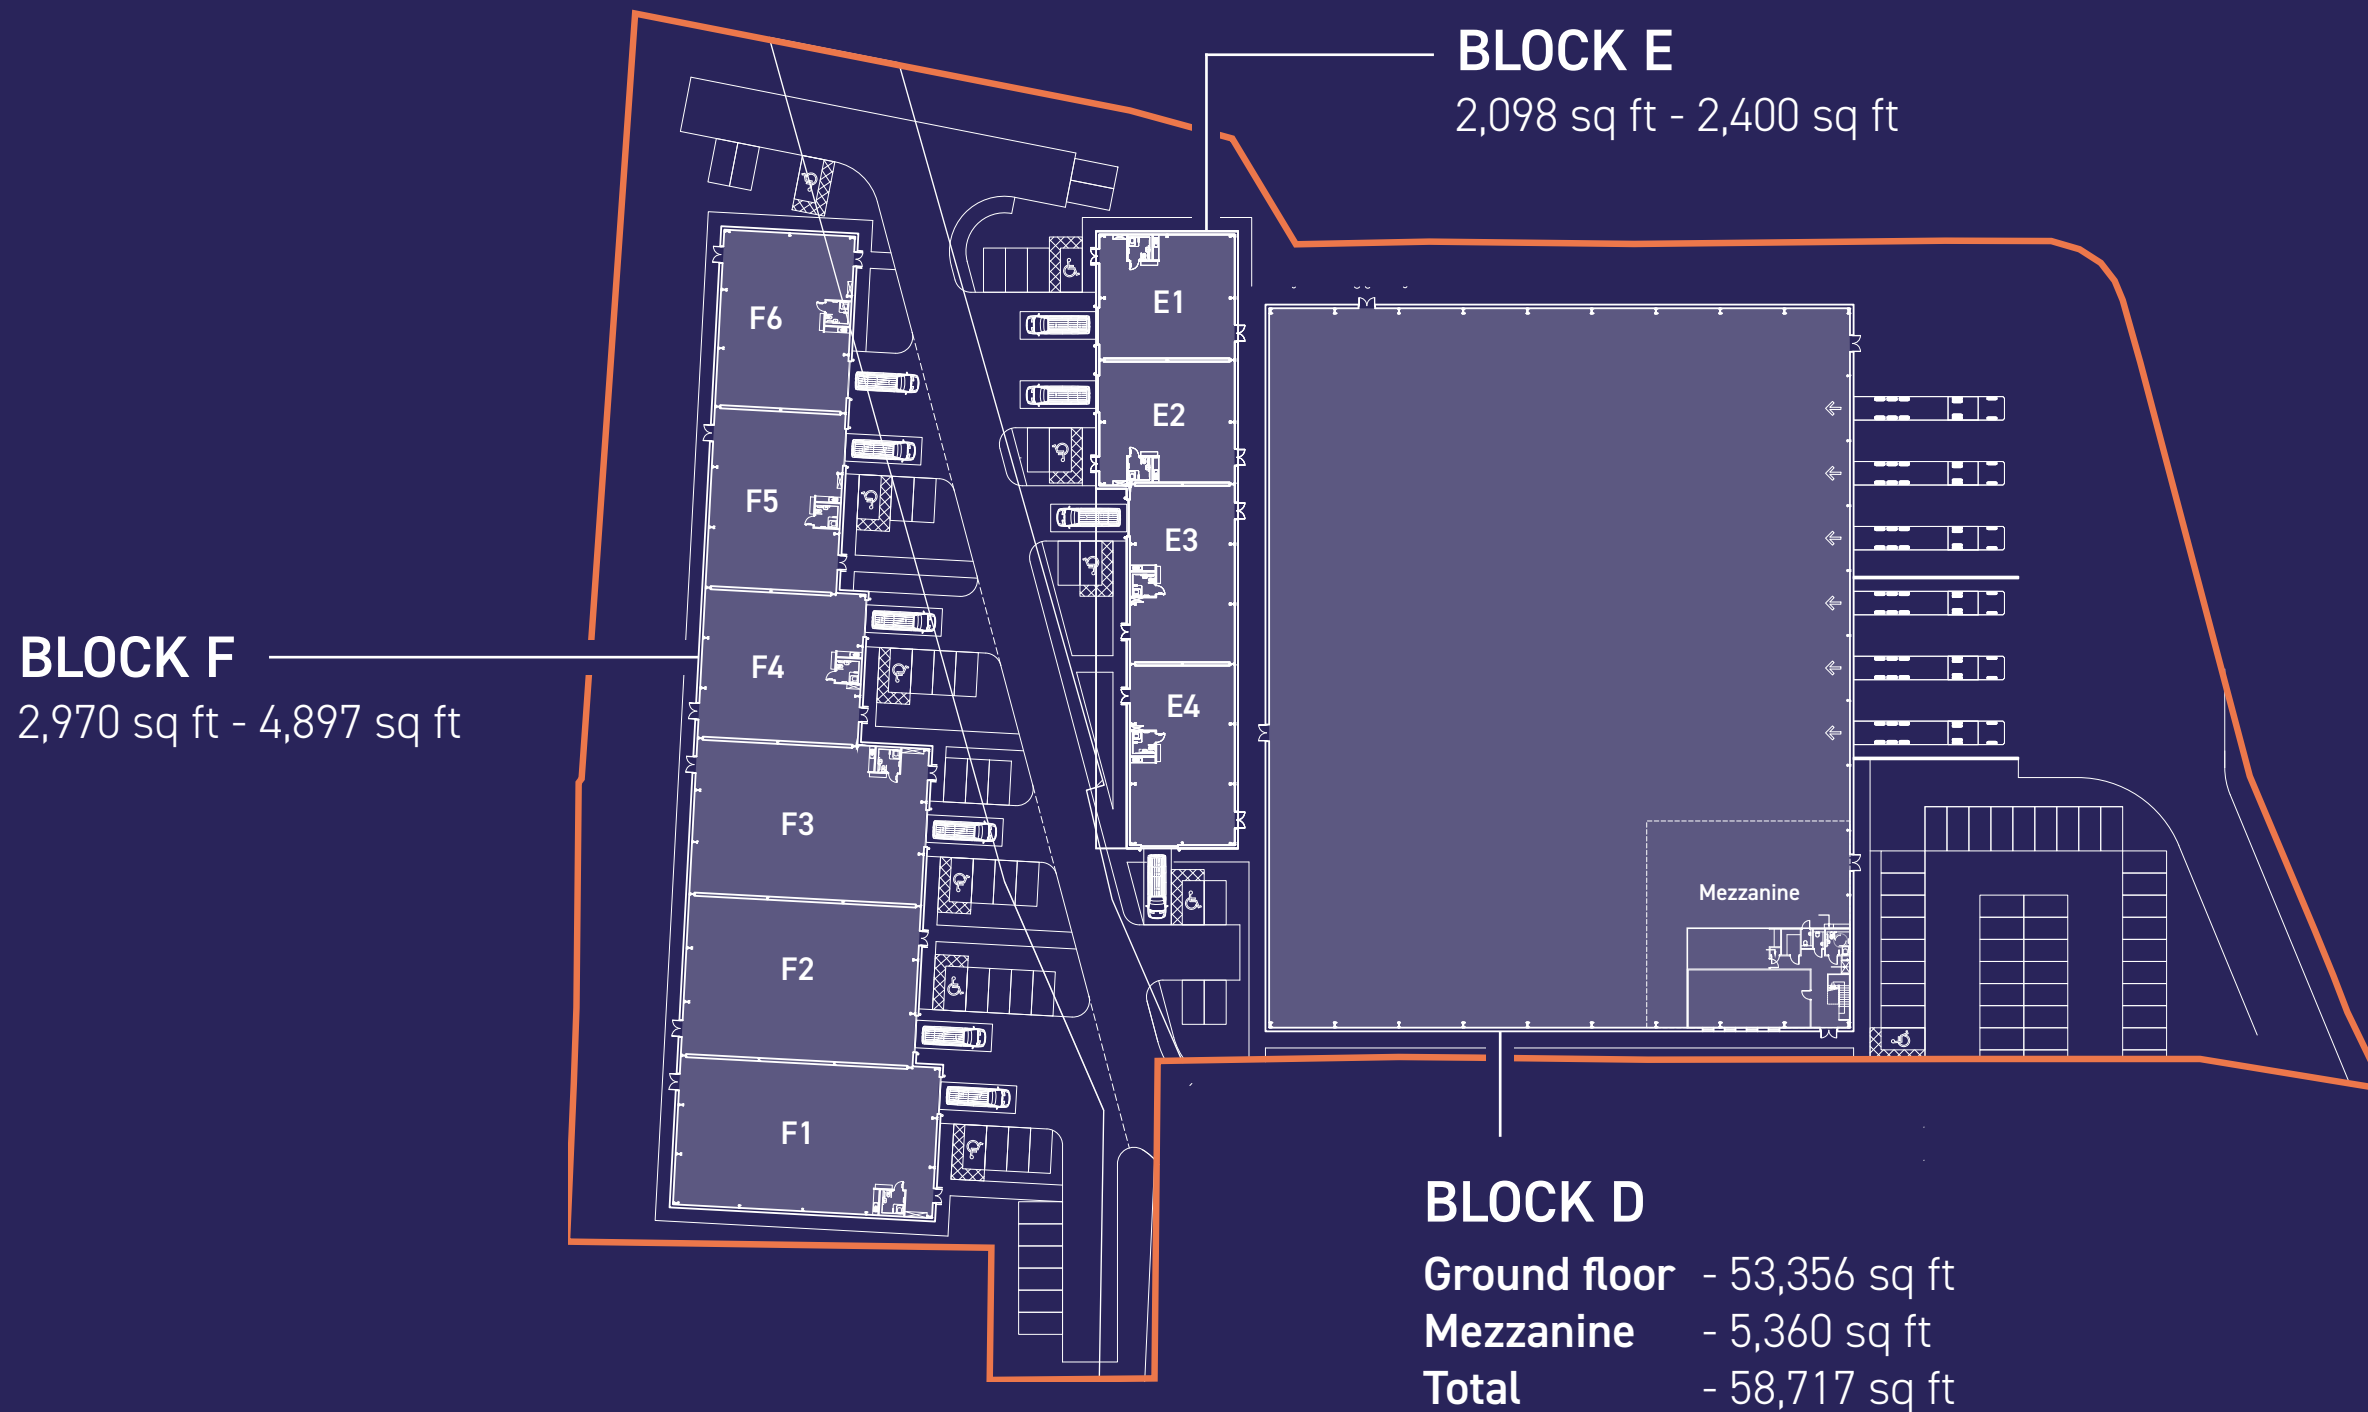 BLOCK E
2,098 sq ft - 2,400 sq ft
E1
F6
E2
F5
E3
BLOCK F
2,970 sq ft - 4,897 sq ft
F4
E4
F3
Mezzanine
F2
F1
BLOCK D
Ground floor - 53,356 sq ft
Mezzanine - 5,360 sq ft
Total - 58,717 sq ft